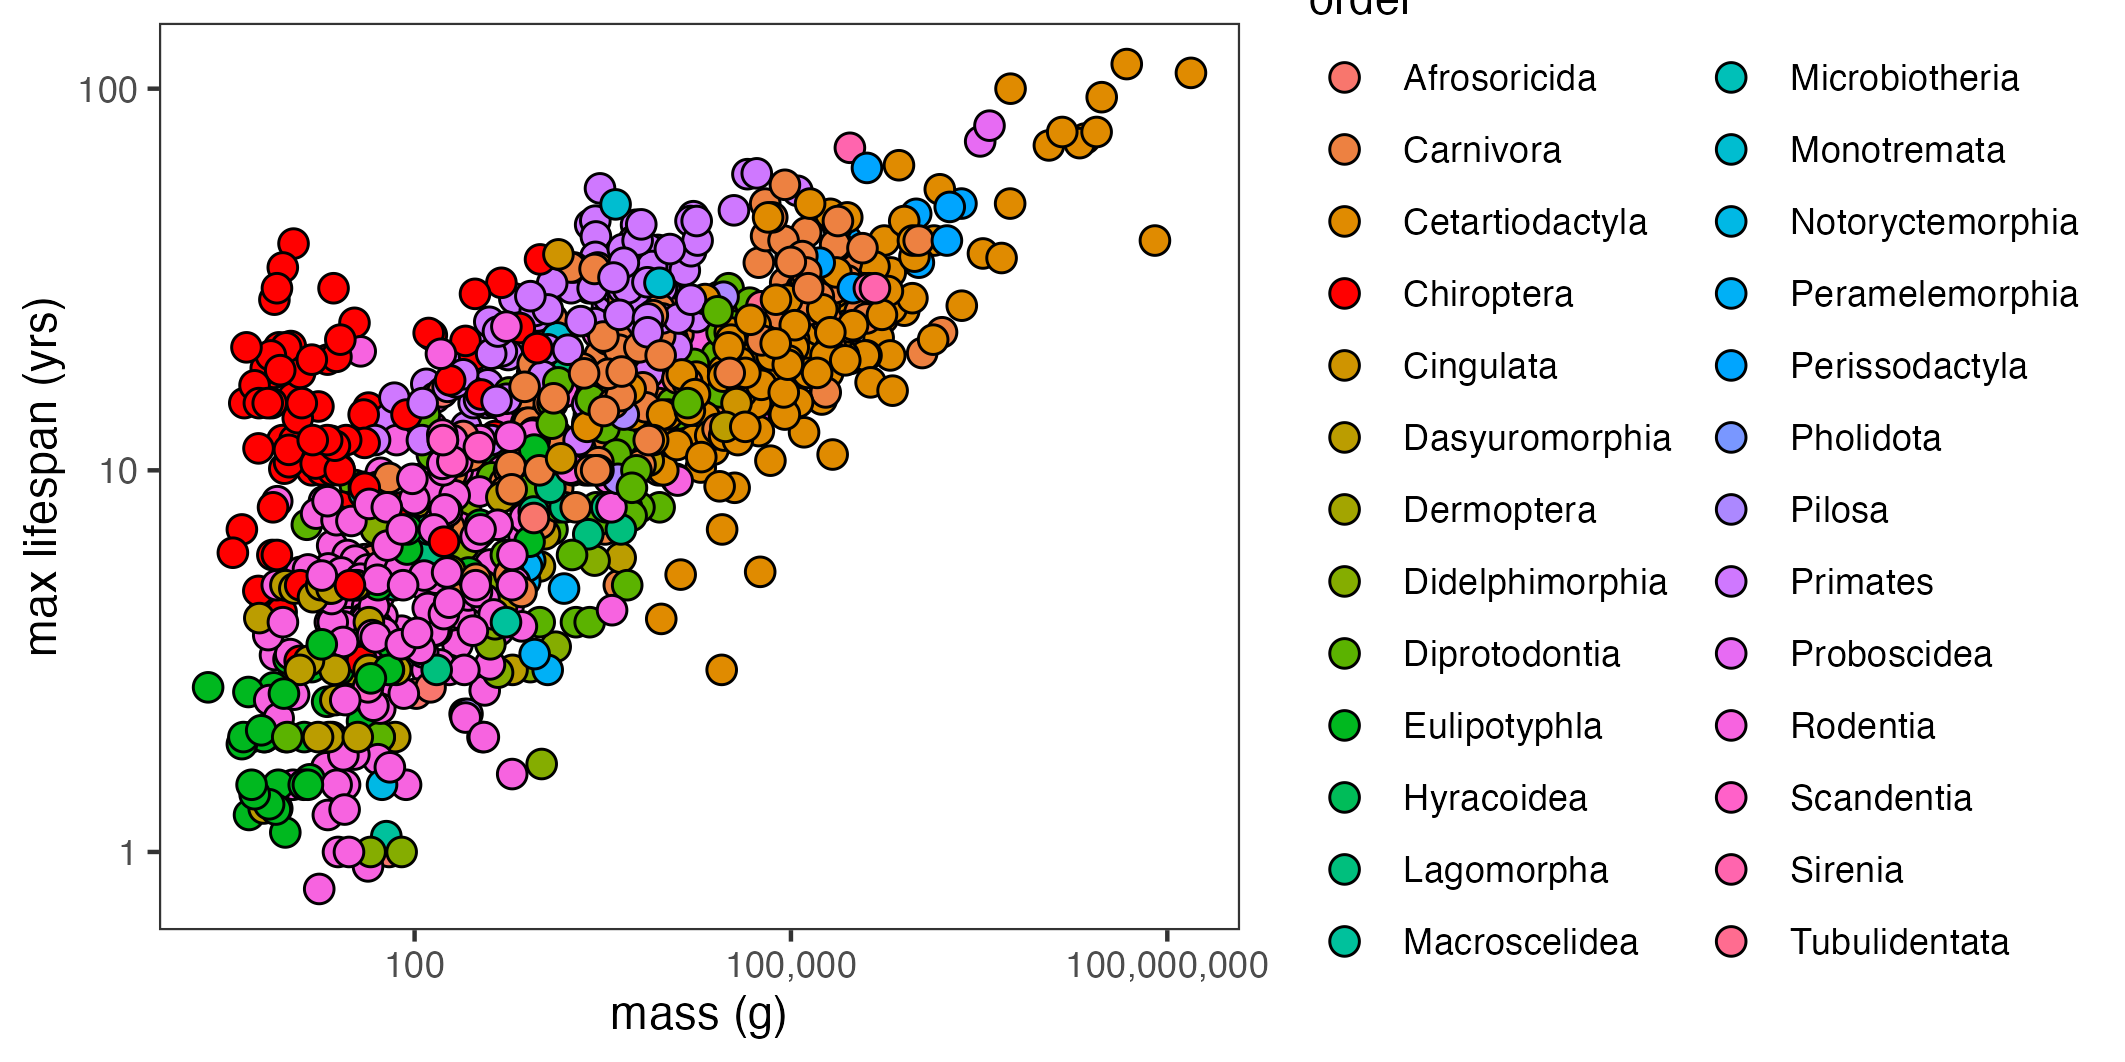 order
Afrosoricida
Carnivora
Cetartiodactyla
Chiroptera
Cingulata
Dasyuromorphia
Dermoptera
Didelphimorphia
Diprotodontia
Eulipotyphla
Hyracoidea
Lagomorpha
Macroscelidea
Microbiotheria
Monotremata
Notoryctemorphia
Peramelemorphia
Perissodactyla
Pholidota
Pilosa
Primates
Proboscidea
Rodentia
Scandentia
Sirenia
Tubulidentata
max lifespan (yrs)
100
10
1
100
100,000
100,000,000
mass (g)